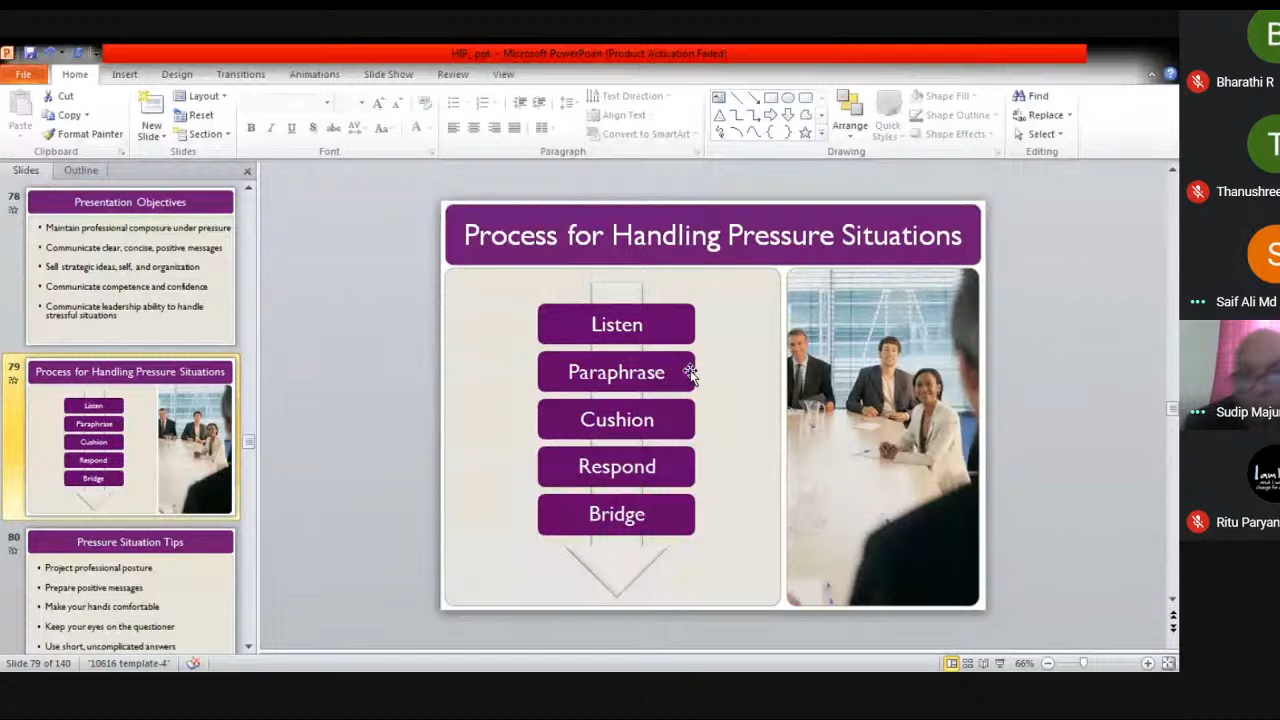 HIP_ppt - Microsoft PowerPoint (Product Activation Failed)
File Home Insert Design Transitions Animations Slide Show Review View
Paste
Cut
Copy
Format Painter
Clipboard
New
Slide
Layout
Reset
Section
Slides
B I U S abc AV Aa A
Font
Text Direction
Align Text
Convert to SmartArt
Paragraph
Arrange
Quick
Styles
Shape Fill
Shape Outline
Shape Effects
Drawing
Find
Replace
Select
Editing
Slides Outline
78
Presentation Objectives
• Maintain professional composure under pressure
• Communicate clear, concise, positive messages
• Sell strategic ideas, self, and organization
• Communicate competence and confidence
• Communicate leadership ability to handle
stressful situations
79
Process for Handling Pressure Situations
Listen
Paraphrase
Cushion
Respond
Bridge
80
Pressure Situation Tips
• Project professional posture
• Prepare positive messages
• Make your hands comfortable
• Keep your eyes on the questioner
• Use short, uncomplicated answers
Process for Handling Pressure Situations
Listen
Paraphrase
Cushion
Respond
Bridge
Slide 79 of 140 "10616 template-4" 66%
B
Bharathi R
T
Thanushree
S
Saif Ali Md
Sudip Maju
I am
Ritu Paryan